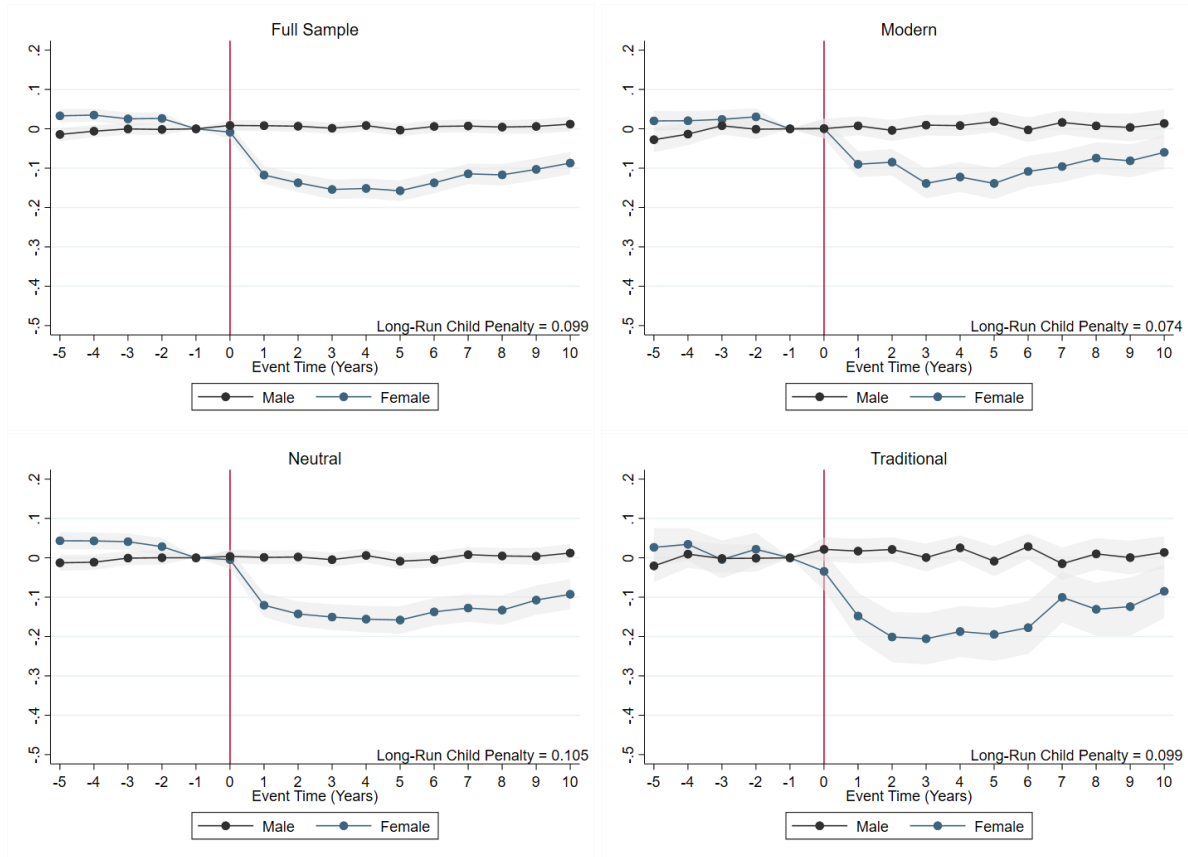 Full Sample
.2
.1
0
-.1
-.2
-.3
-.4
-.5
Long-Run Child Penalty = 0.099
-5 -4 -3 -2 -1 0 1 2 3 4 5 6 7 8 9 10
Event Time (Years)
Male Female
Modern
.2
.1
0
-.1
-.2
-.3
-.4
-.5
Long-Run Child Penalty = 0.074
-5 -4 -3 -2 -1 0 1 2 3 4 5 6 7 8 9 10
Event Time (Years)
Male Female
Neutral
.2
.1
0
-.1
-.2
-.3
-.4
-.5
Long-Run Child Penalty = 0.105
-5 -4 -3 -2 -1 0 1 2 3 4 5 6 7 8 9 10
Event Time (Years)
Male Female
Traditional
.2
.1
0
-.1
-.2
-.3
-.4
-.5
Long-Run Child Penalty = 0.099
-5 -4 -3 -2 -1 0 1 2 3 4 5 6 7 8 9 10
Event Time (Years)
Male Female